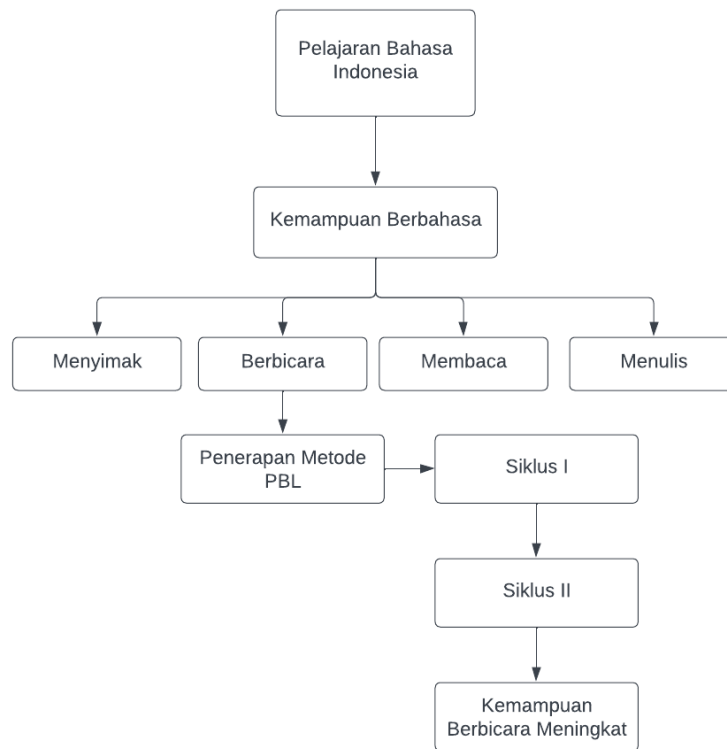 Pelajaran Bahasa
Indonesia
Kemampuan Berbahasa
Menyimak
Berbicara
Membaca
Menulis
Penerapan Metode
PBL
Siklus I
Siklus II
Kemampuan
Berbicara Meningkat